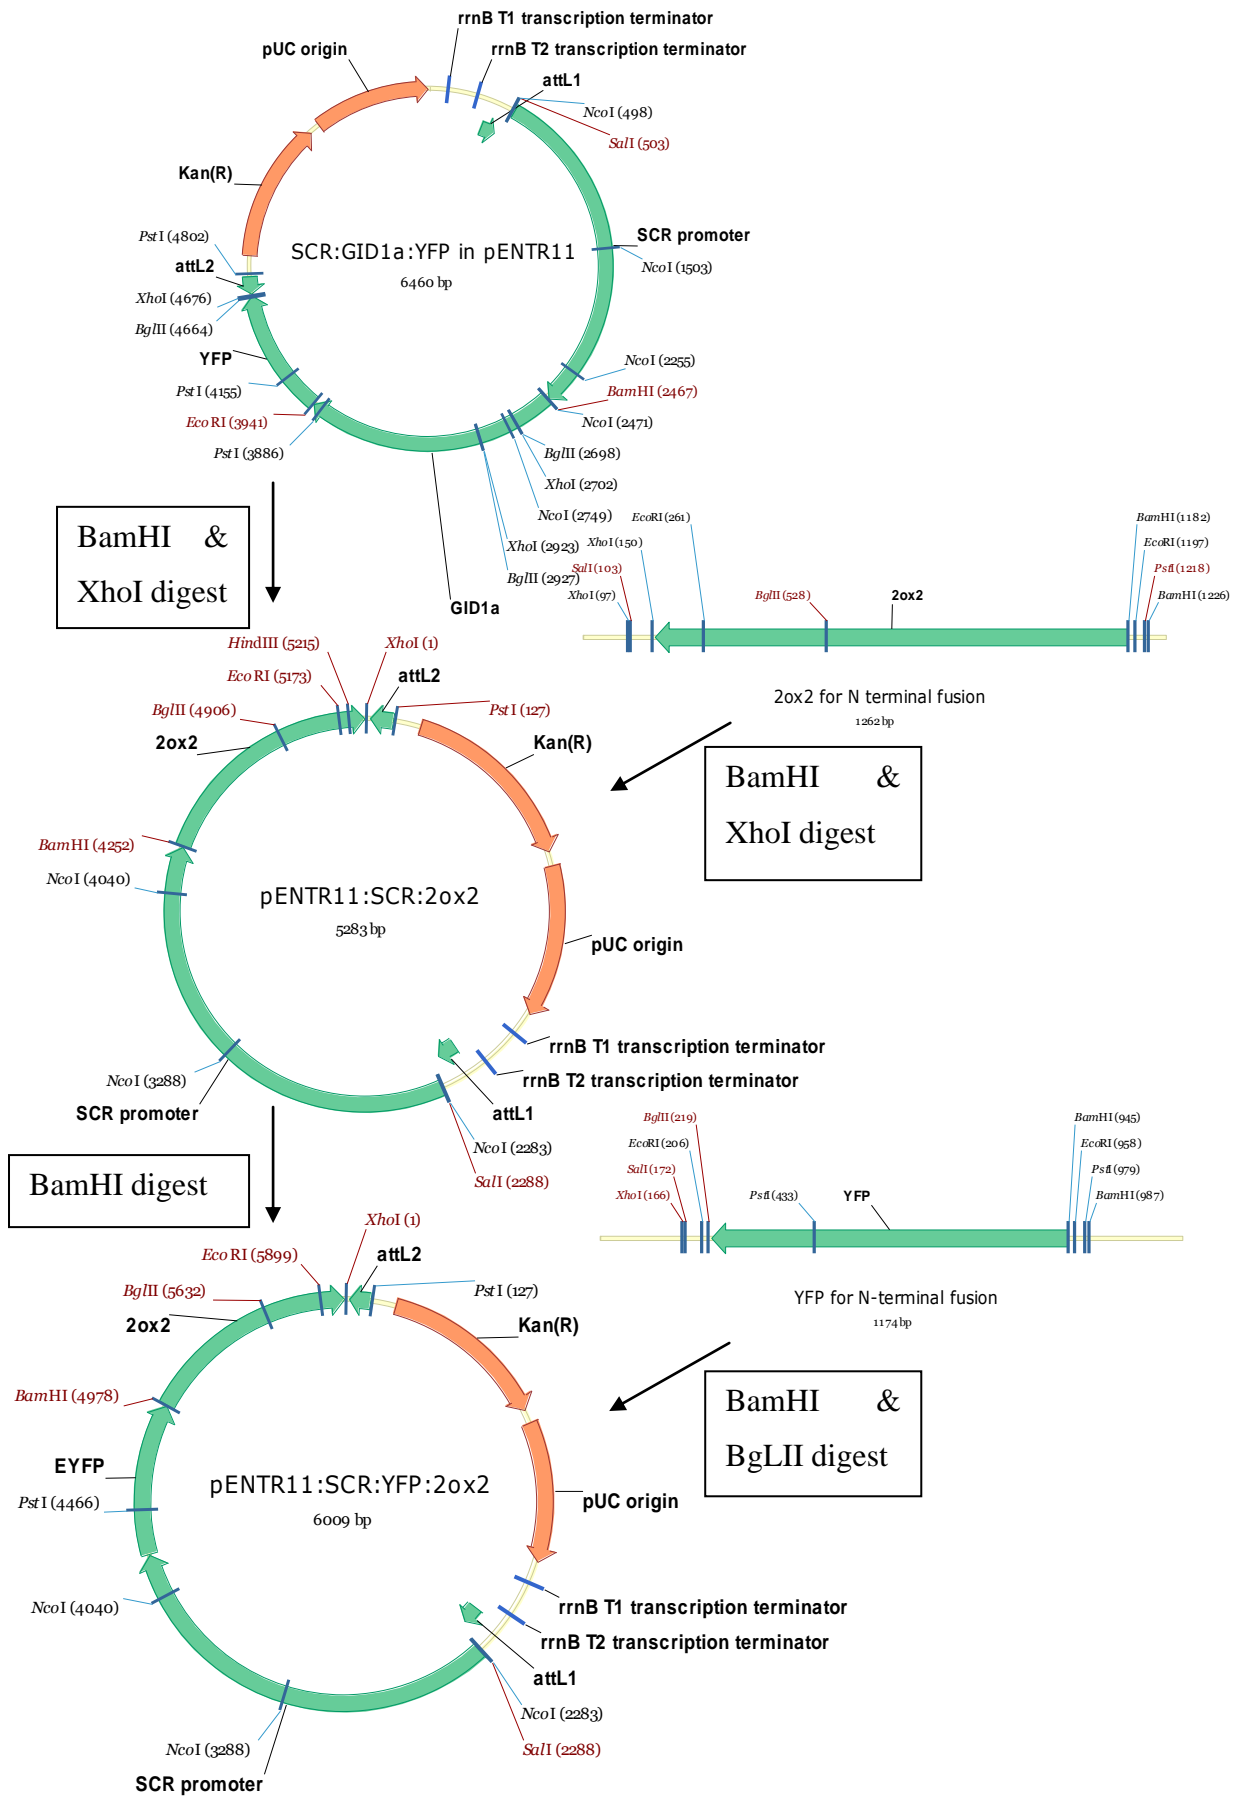 rrnB T1 transcription terminator
pUC origin
rrnB T2 transcription terminator
attL1
NcoI (498)
SalI (503)
Kan(R)
SCR promoter
PstI (4802)
SCR:GID1a:YFP in pENTR11
NcoI (1503)
attL2
6460 bp
XhoI (4676)
BglII (4664)
YFP
NcoI (2255)
PstI (4155)
BamHI (2467)
EcoRI (3941)
NcoI (2471)
PstI (3886)
BglII (2698)
XhoI (2702)
NcoI (2749)
XhoI (2923)
BglII (2927)
GID1a
BamHI &
XhoI digest
EcoRI (261)
BamHI (1182)
XhoI (150)
EcoRI (1197)
SalI (103)
PstI (1218)
XhoI (97)
BglII (528)
2ox2
BamHI (1226)
2ox2 for N terminal fusion
1262 bp
BamHI &
XhoI digest
HindIII (5215)
XhoI (1)
EcoRI (5173)
attL2
BglII (4906)
PstI (127)
2ox2
Kan(R)
BamHI (4252)
NcoI (4040)
pENTR11:SCR:2ox2
5283 bp
pUC origin
rrnB T1 transcription terminator
NcoI (3288)
rrnB T2 transcription terminator
SCR promoter
attL1
NcoI (2283)
SalI (2288)
BamHI digest
BglII (219)
BamHI (945)
EcoRI (206)
EcoRI (958)
SalI (172)
PstI (979)
XhoI (166)
PstI (433)
YFP
BamHI (987)
YFP for N-terminal fusion
1174 bp
BamHI &
BgLII digest
XhoI (1)
EcoRI (5899)
attL2
BglII (5632)
PstI (127)
2ox2
Kan(R)
BamHI (4978)
EYFP
PstI (4466)
pENTR11:SCR:YFP:2ox2
6009 bp
pUC origin
NcoI (4040)
rrnB T1 transcription terminator
rrnB T2 transcription terminator
attL1
NcoI (2283)
NcoI (3288)
SalI (2288)
SCR promoter